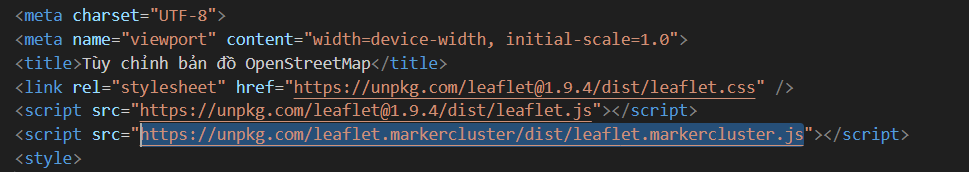 <meta charset="UTF-8">
<meta name="viewport" content="width=device-width, initial-scale=1.0">
<title>Tùy chỉnh bản đồ OpenStreetMap</title>
<link rel="stylesheet" href="https://unpkg.com/leaflet@1.9.4/dist/leaflet.css" />
<script src="https://unpkg.com/leaflet@1.9.4/dist/leaflet.js"></script>
<script src="https://unpkg.com/leaflet.markercluster/dist/leaflet.markercluster.js"></script>
<style>